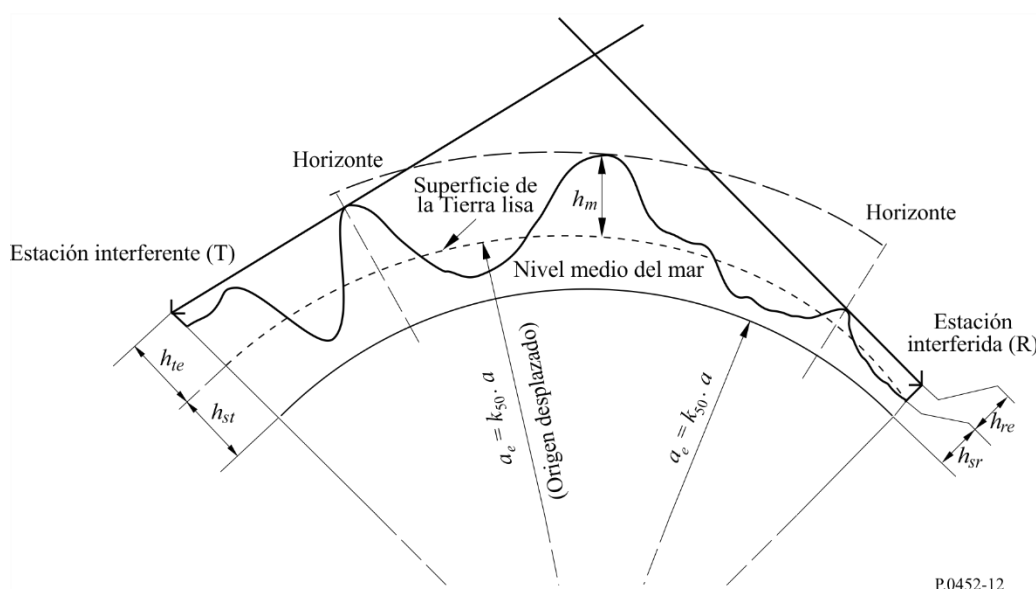 Horizonte
Superficie de
la Tierra lisa
h_m
Horizonte
Estación interferente (T)
Nivel medio del mar
Estación
interferida (R)
h_te
h_st
a_e = k_50 · a
(Origen desplazado)
a_e = k_50 · a
h_re
h_sr
P.0452-12